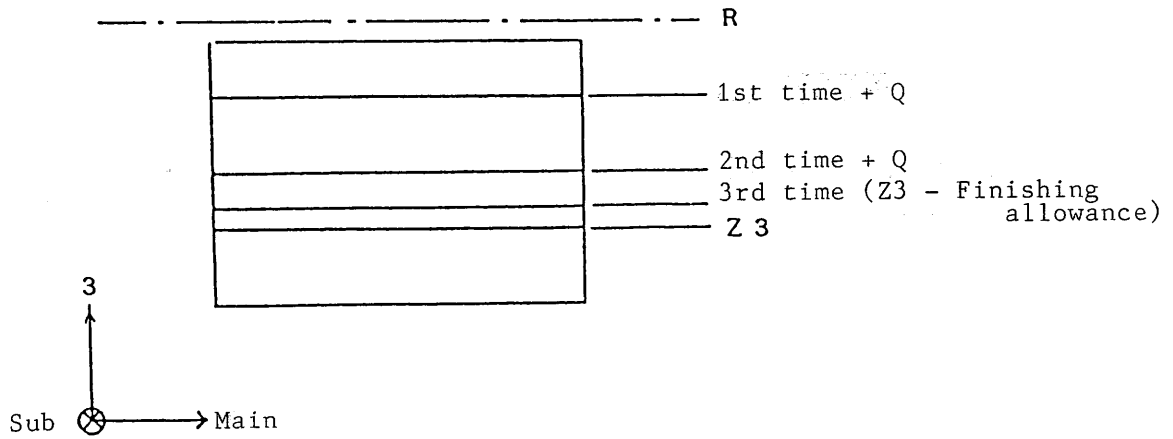 R
1st time + Q
2nd time + Q
3rd time (Z3 - Finishing
allowance)
Z 3
3
Sub
Main